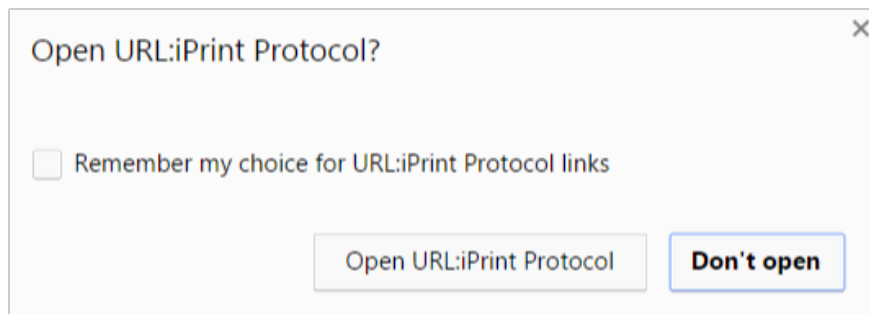 Open URL:iPrint Protocol?
Remember my choice for URL:iPrint Protocol links
Open URL:iPrint Protocol Don't open